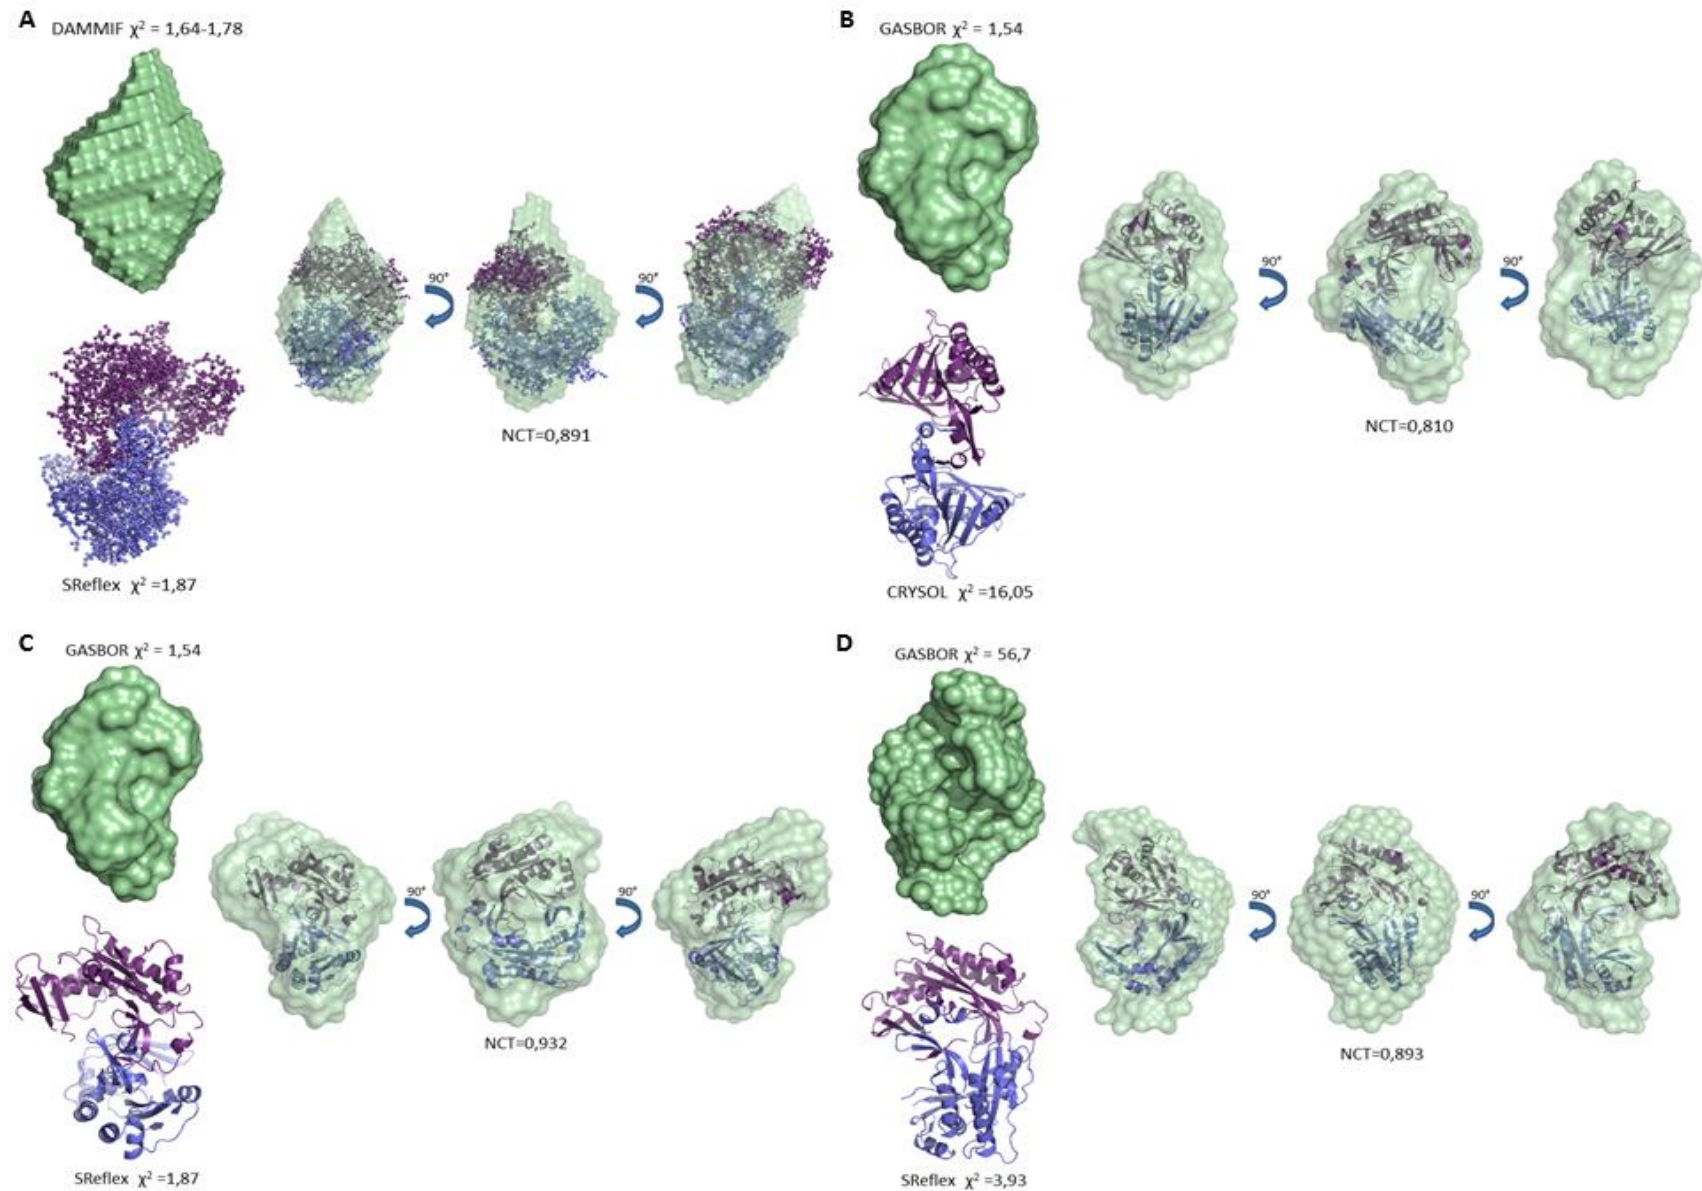 A
DAMMIF χ² = 1,64-1,78
90°
90°
NCT=0,891
SReflex χ² =1,87
B
GASBOR χ² = 1,54
90°
90°
NCT=0,810
CRYSOL χ² =16,05
C
GASBOR χ² = 1,54
90°
90°
NCT=0,932
SReflex χ² =1,87
D
GASBOR χ² = 56,7
90°
90°
NCT=0,893
SReflex χ² =3,93